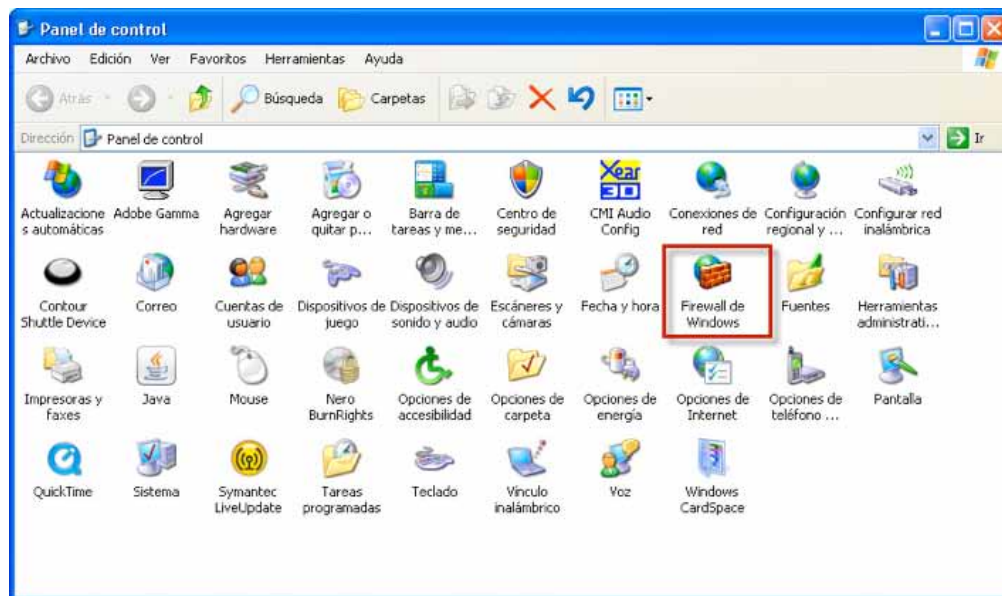 Panel de control
Archivo Edición Ver Favoritos Herramientas Ayuda
Atrás Búsqueda Carpetas
Dirección Panel de control Ir
Actualizacione Adobe Gamma Agregar Agregar o Barra de Centro de CMI Audio Conexiones de Configuración Configurar red
s automáticas hardware quitar p... tareas y me... seguridad Config red regional y ... inalámbrica
Contour Correo Cuentas de Dispositivos de Dispositivos de Escáneres y Fecha y hora Firewall de Fuentes Herramientas
Shuttle Device usuario juego sonido y audio cámaras Windows administrati...
Impresoras y Java Mouse Nero Opciones de Opciones de Opciones de Opciones de Opciones de Pantalla
faxes BurnRights accesibilidad carpeta energía Internet teléfono ...
QuickTime Sistema Symantec Tareas Teclado Vínculo Voz Windows
LiveUpdate programadas inalámbrico CardSpace
Xear
3D